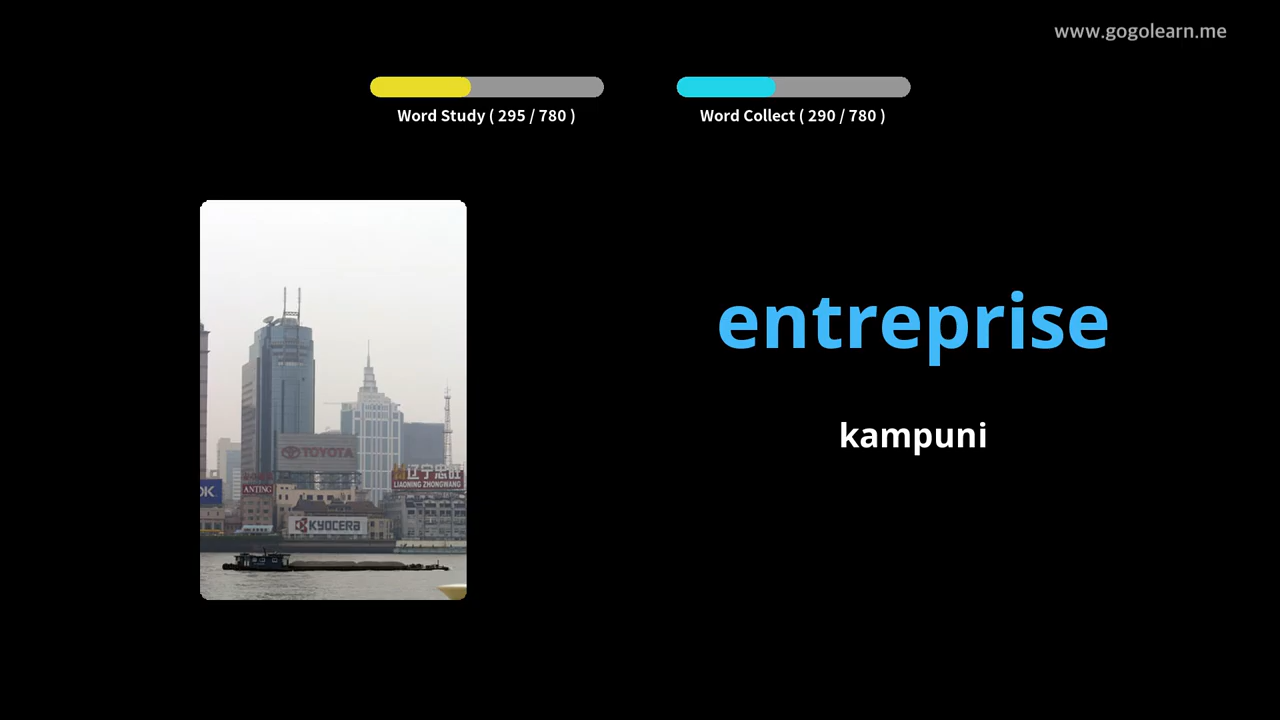 www.gogolearn.me
Word Study ( 295 / 780 )
Word Collect ( 290 / 780 )
entreprise
kampuni
TOYOTA
辽宁忠旺
LIAONING ZHONGWANG
ANTING
KYOCERA